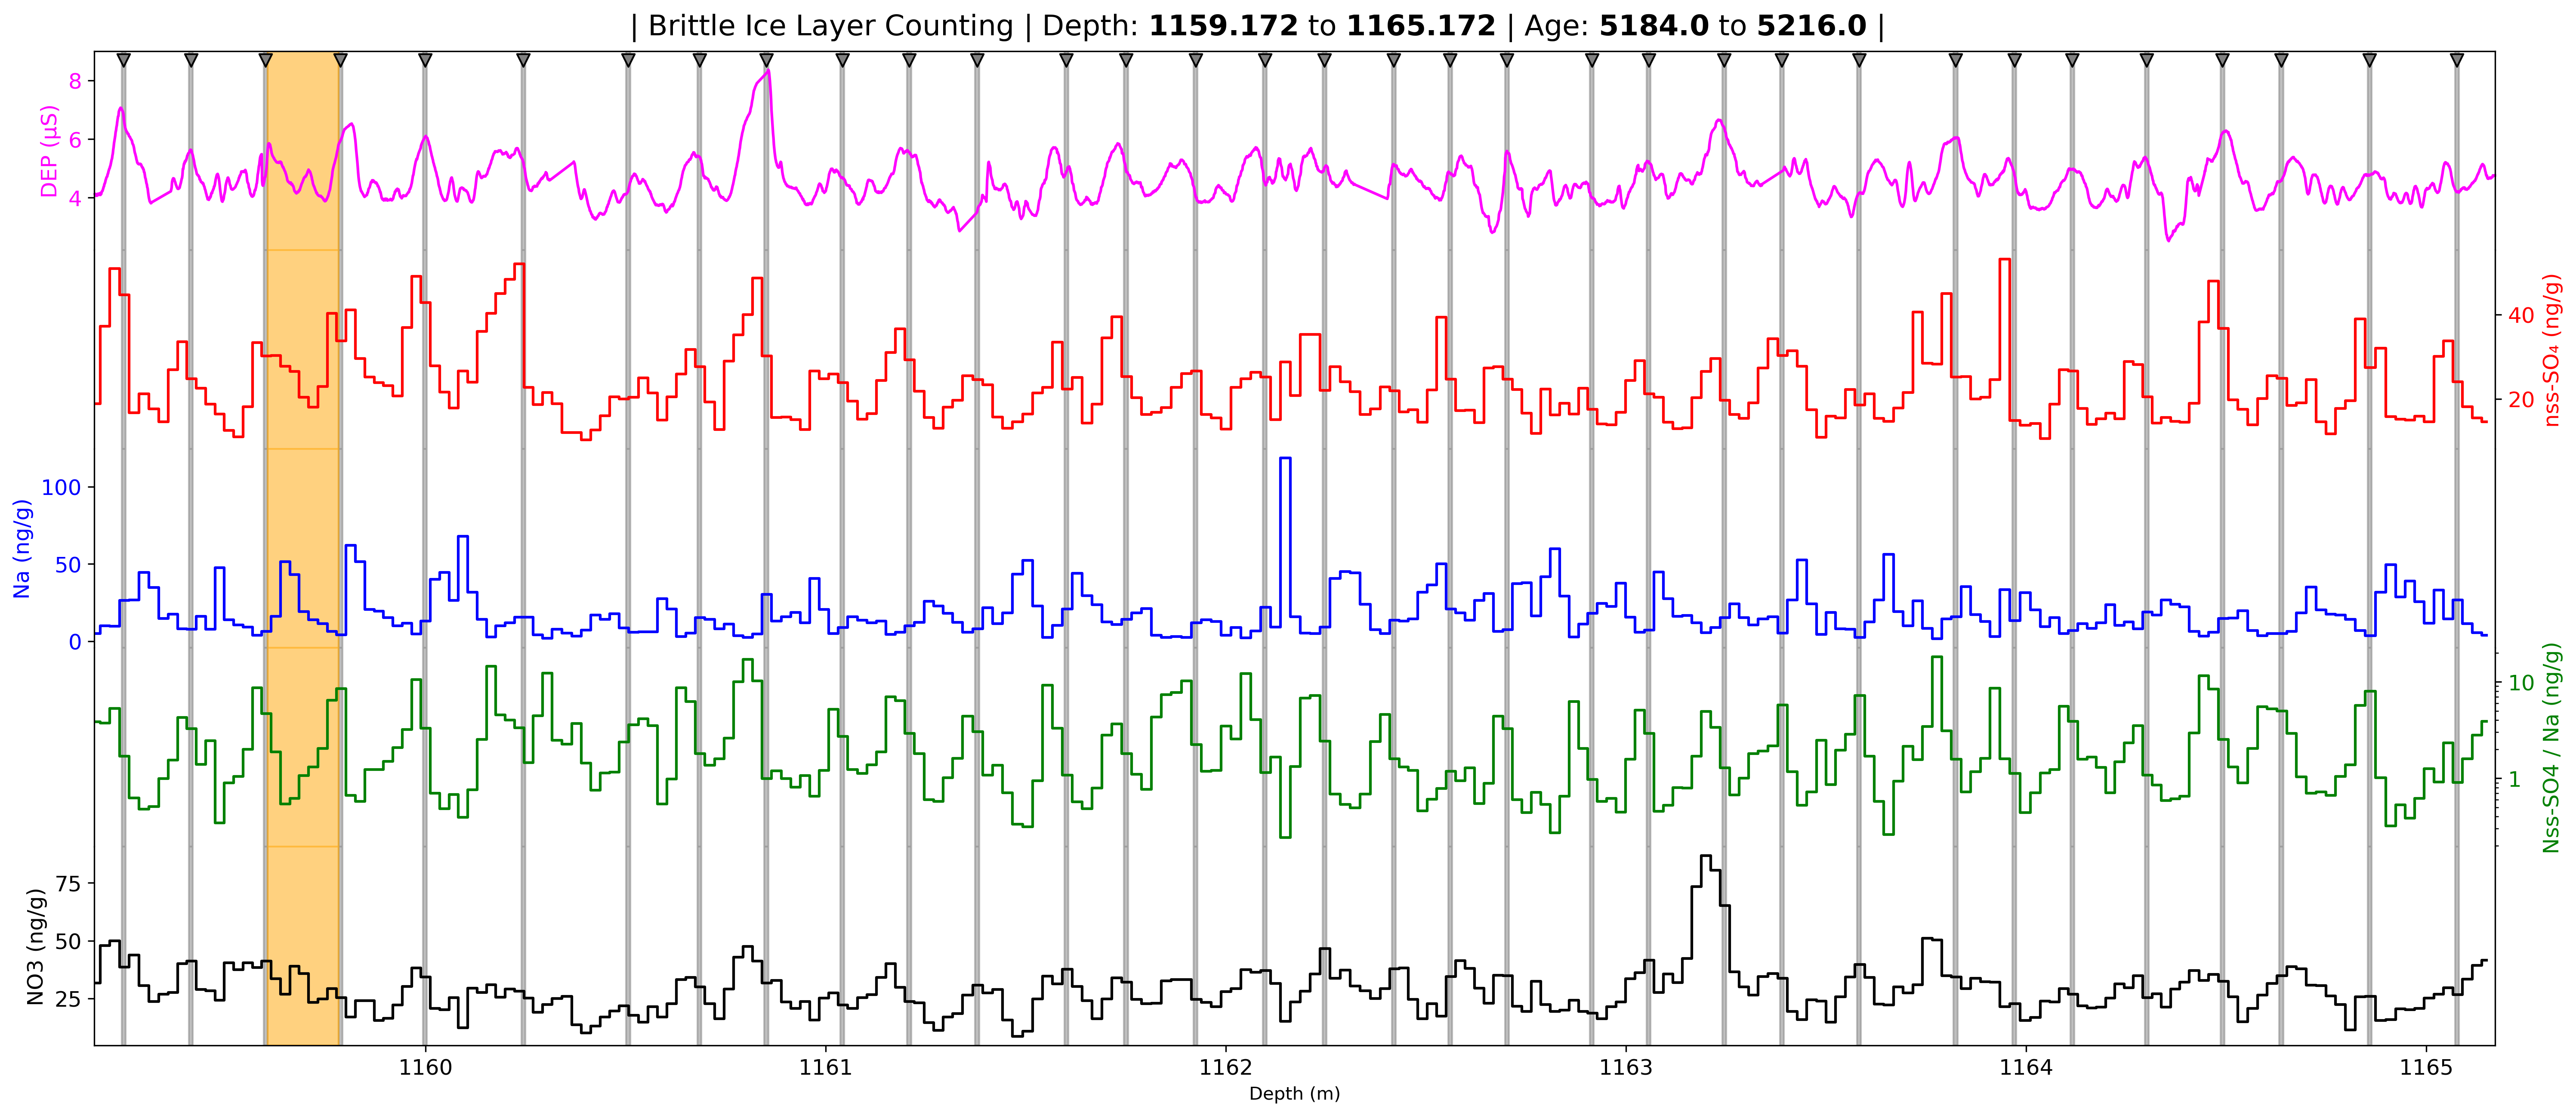 | Brittle Ice Layer Counting | Depth: 1159.172 to 1165.172 | Age: 5184.0 to 5216.0 |
8
6
4
DEP (µS)
40
20
nss-SO₄ (ng/g)
100
50
0
Na (ng/g)
10
1
Nss-SO4 / Na (ng/g)
75
50
25
NO3 (ng/g)
1160
1161
1162
1163
1164
1165
Depth (m)